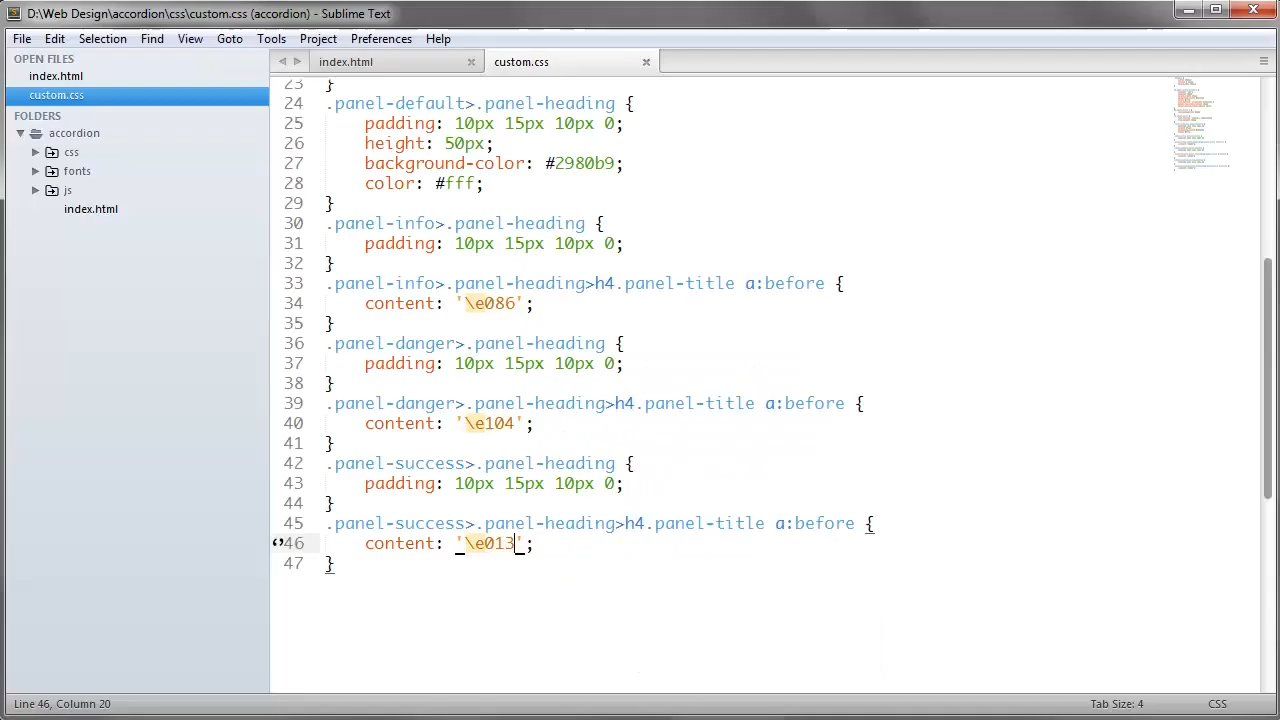 D:\Web Design\accordion\css\custom.css (accordion) - Sublime Text
File Edit Selection Find View Goto Tools Project Preferences Help
OPEN FILES
index.html
custom.css
FOLDERS
accordion
css
fonts
js
index.html
index.html custom.css
23 }
24 .panel-default>.panel-heading {
25 padding: 10px 15px 10px 0;
26 height: 50px;
27 background-color: #2980b9;
28 color: #fff;
29 }
30 .panel-info>.panel-heading {
31 padding: 10px 15px 10px 0;
32 }
33 .panel-info>.panel-heading>h4.panel-title a:before {
34 content: '\e086';
35 }
36 .panel-danger>.panel-heading {
37 padding: 10px 15px 10px 0;
38 }
39 .panel-danger>.panel-heading>h4.panel-title a:before {
40 content: '\e104';
41 }
42 .panel-success>.panel-heading {
43 padding: 10px 15px 10px 0;
44 }
45 .panel-success>.panel-heading>h4.panel-title a:before {
46 content: '\e013';
47 }
Line 46, Column 20 Tab Size: 4 CSS